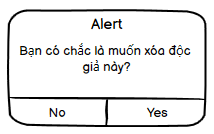 Alert
Bạn có chắc là muốn xóa độc
giả này?
No
Yes